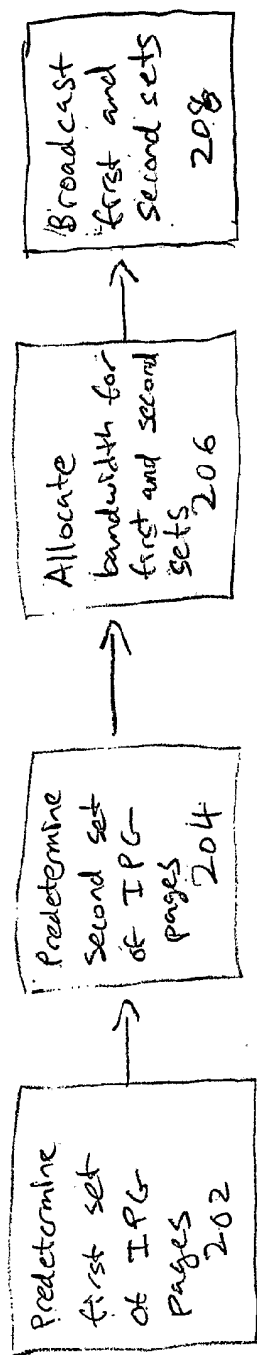 Predetermine
first set
of IPG
pages
202
Predetermine
second set
of IPG
pages
204
Allocate
bandwidth for
first and second
sets
206
Broadcast
first and
second sets
208